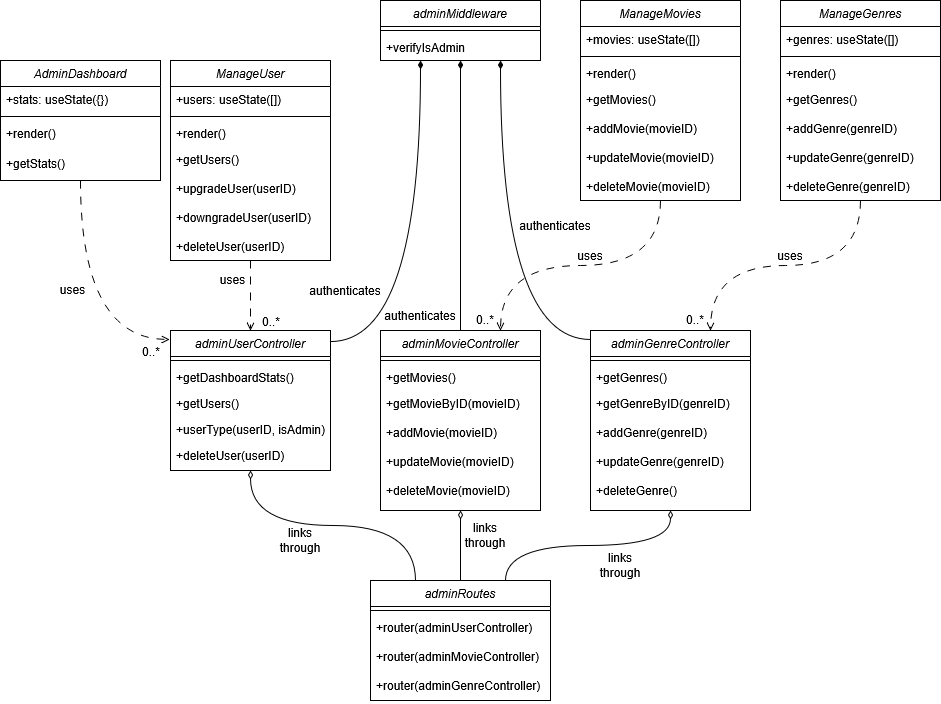 adminMiddleware
+verifyIsAdmin
ManageMovies
+movies: useState([])
+render()
+getMovies()
+addMovie(movieID)
+updateMovie(movieID)
+deleteMovie(movieID)
ManageGenres
+genres: useState([])
+render()
+getGenres()
+addGenre(genreID)
+updateGenre(genreID)
+deleteGenre(genreID)
AdminDashboard
+stats: useState({})
+render()
+getStats()
ManageUser
+users: useState([])
+render()
+getUsers()
+upgradeUser(userID)
+downgradeUser(userID)
+deleteUser(userID)
authenticates
uses
uses
uses
uses
authenticates
authenticates
0..*
0..*
0..*
0..*
adminUserController
+getDashboardStats()
+getUsers()
+userType(userID, isAdmin)
+deleteUser(userID)
adminMovieController
+getMovies()
+getMovieByID(movieID)
+addMovie(movieID)
+updateMovie(movieID)
+deleteMovie(movieID)
adminGenreController
+getGenres()
+getGenreByID(genreID)
+addGenre(genreID)
+updateGenre(genreID)
+deleteGenre()
links
through
links
through
links
through
adminRoutes
+router(adminUserController)
+router(adminMovieController)
+router(adminGenreController)